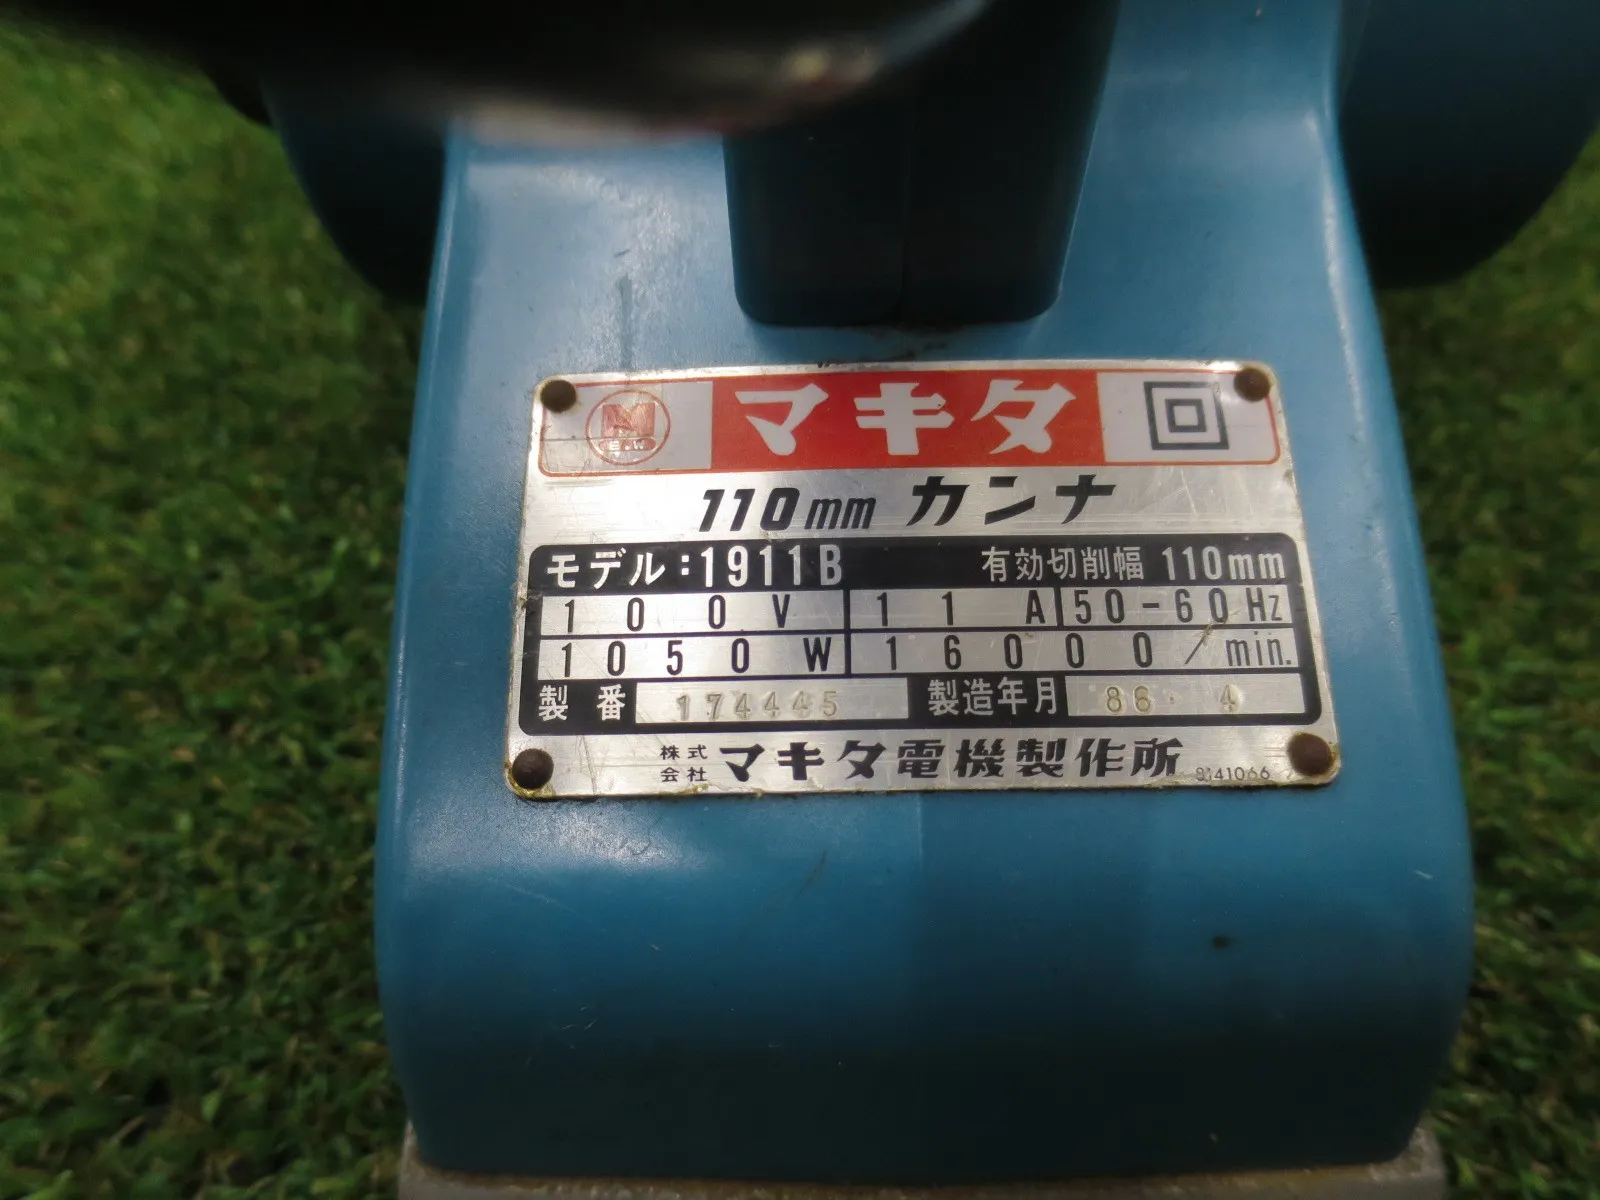 マキタ
110mm カンナ
モデル:1911B 有効切削幅 110mm
100V 11A 50-60Hz
1050W 16000/min.
製番 174445 製造年月 86. 4
株式会社 マキタ電機製作所 8141066